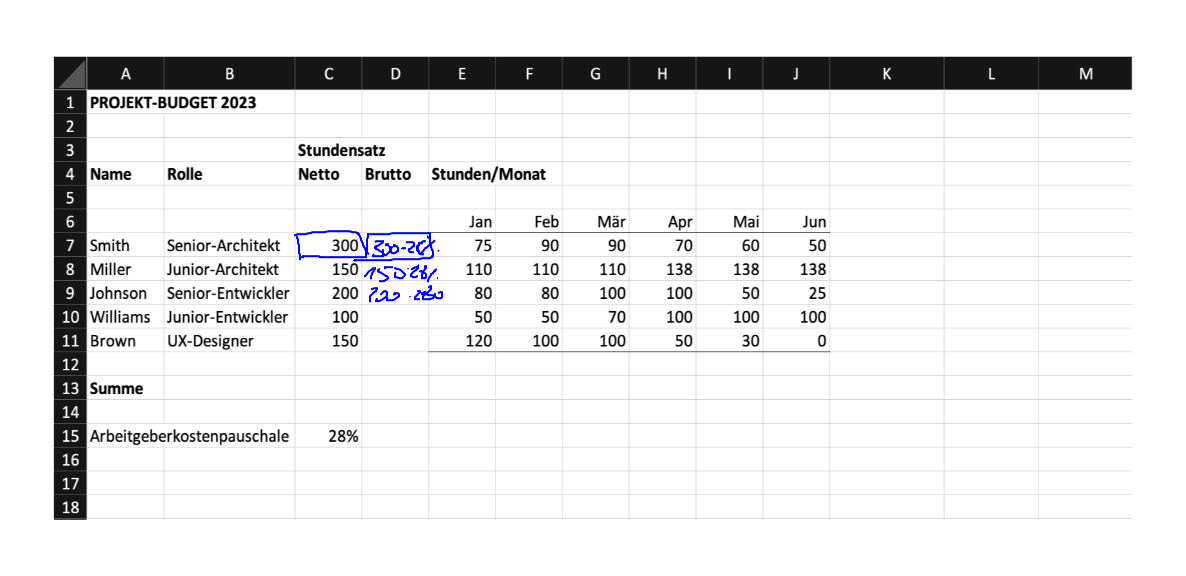 A B C D E F G H I J K L M
1 PROJEKT-BUDGET 2023
2
3 Stundensatz
4 Name Rolle Netto Brutto Stunden/Monat
5
6 Jan Feb Mär Apr Mai Jun
7 Smith Senior-Architekt 300 300 75 90 90 70 60 50
8 Miller Junior-Architekt 150 150 28% 110 110 110 138 138 138
9 Johnson Senior-Entwickler 200 80 80 100 100 50 25
10 Williams Junior-Entwickler 100 50 50 70 100 100 100
11 Brown UX-Designer 150 120 100 100 50 30 0
12
13 Summe
14
15 Arbeitgeberkostenpauschale 28%
16
17
18